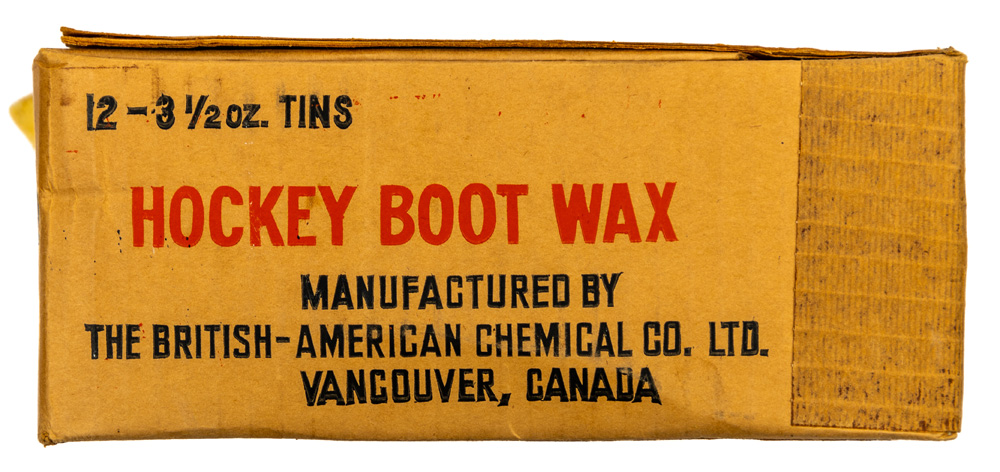 12 - 3 1/2 oz. TINS
HOCKEY BOOT WAX
MANUFACTURED BY
THE BRITISH-AMERICAN CHEMICAL CO. LTD.
VANCOUVER, CANADA